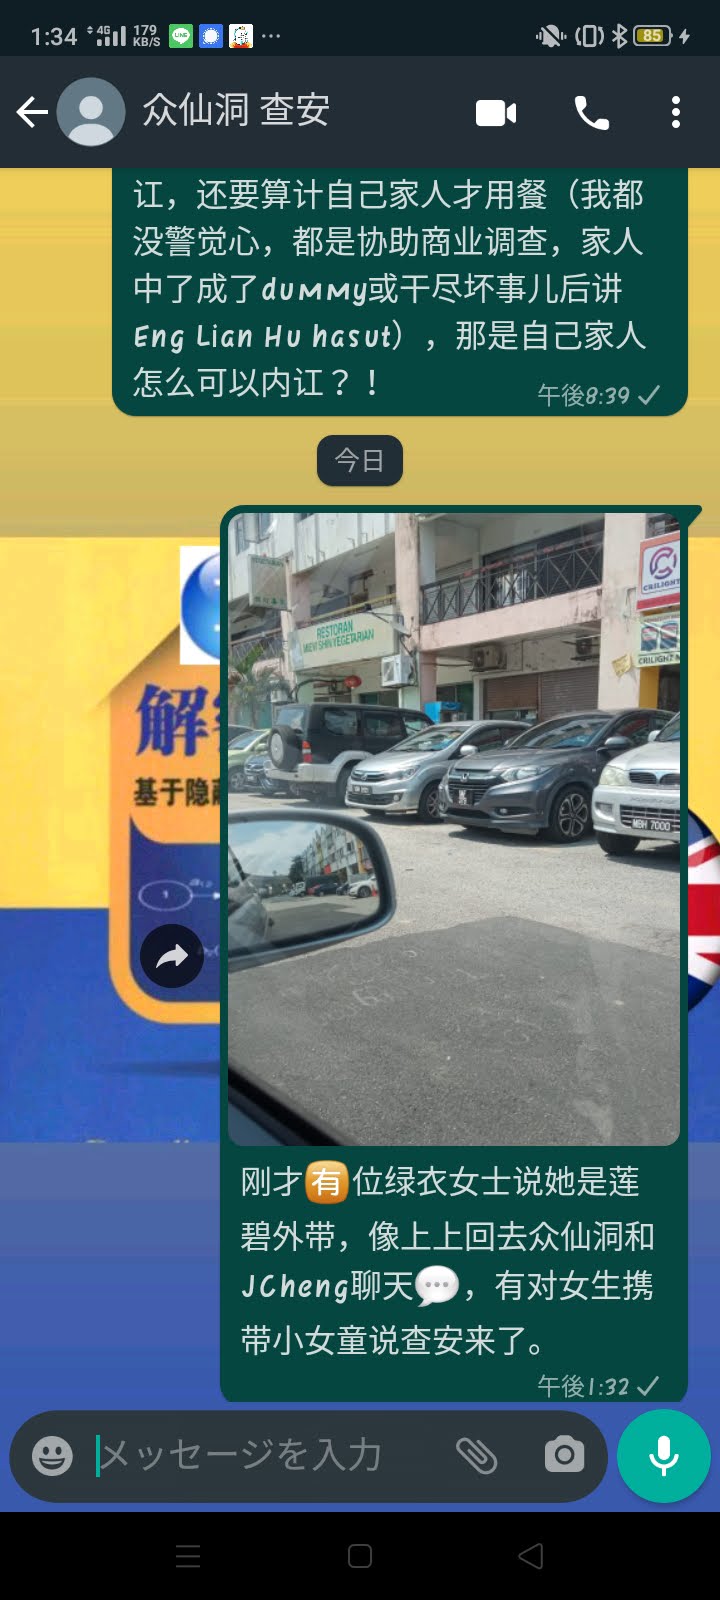 1:34
4G
179
KB/S
LINE
85
众仙洞 查安
讧，还要算计自己家人才用餐（我都
没警觉心，都是协助商业调查，家人
中了成了dummy或干尽坏事儿后讲
Eng Lian Hu hasut），那是自己家人
怎么可以内讧？！
午後8:39
今日
RESTORAN
MIEVI SHIN VEGETARIAN
CRILIGHT
CRILIGHT
MBH 7000
解
基于隐
1
刚才🈶位绿衣女士说她是莲
碧外带，像上上回去众仙洞和
JCheng聊天💬，有对女生携
带小女童说查安来了。
午後1:32
メッセージを入力